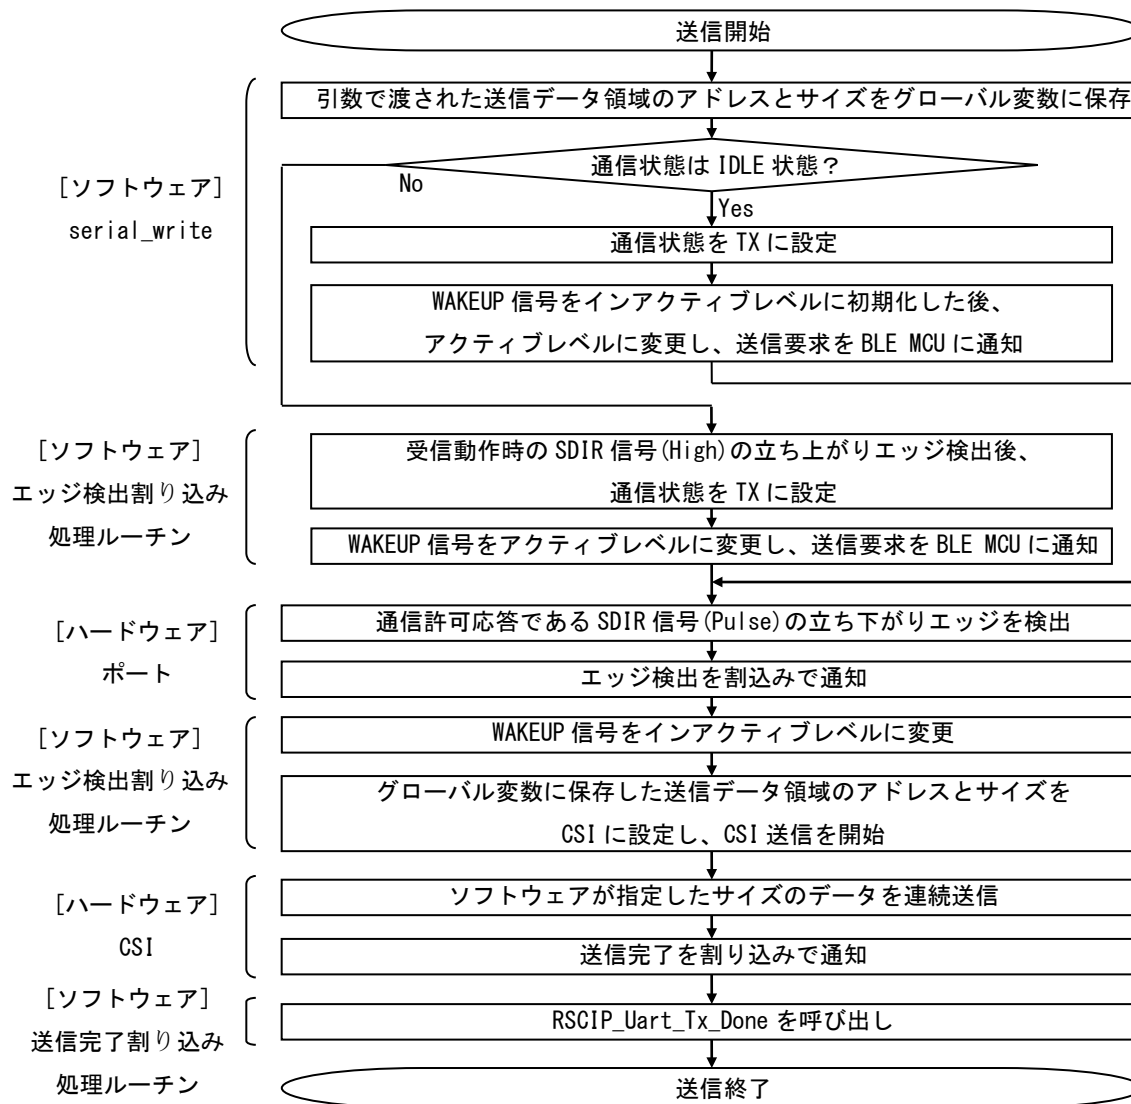 送信開始
引数で渡された送信データ領域のアドレスとサイズをグローバル変数に保存
通信状態は IDLE 状態？
No
Yes
[ソフトウェア]
serial_write
通信状態を TX に設定
WAKEUP 信号をインアクティブレベルに初期化した後、
アクティブレベルに変更し、送信要求を BLE MCU に通知
[ソフトウェア]
エッジ検出割り込み
処理ルーチン
受信動作時の SDIR 信号(High)の立ち上がりエッジ検出後、
通信状態を TX に設定
WAKEUP 信号をアクティブレベルに変更し、送信要求を BLE MCU に通知
[ハードウェア]
ポート
通信許可応答である SDIR 信号(Pulse)の立ち下がりエッジを検出
エッジ検出を割込みで通知
[ソフトウェア]
エッジ検出割り込み
処理ルーチン
WAKEUP 信号をインアクティブレベルに変更
グローバル変数に保存した送信データ領域のアドレスとサイズを
CSI に設定し、CSI 送信を開始
[ハードウェア]
CSI
ソフトウェアが指定したサイズのデータを連続送信
送信完了を割り込みで通知
[ソフトウェア]
送信完了割り込み
処理ルーチン
RSCIP_Uart_Tx_Done を呼び出し
送信終了